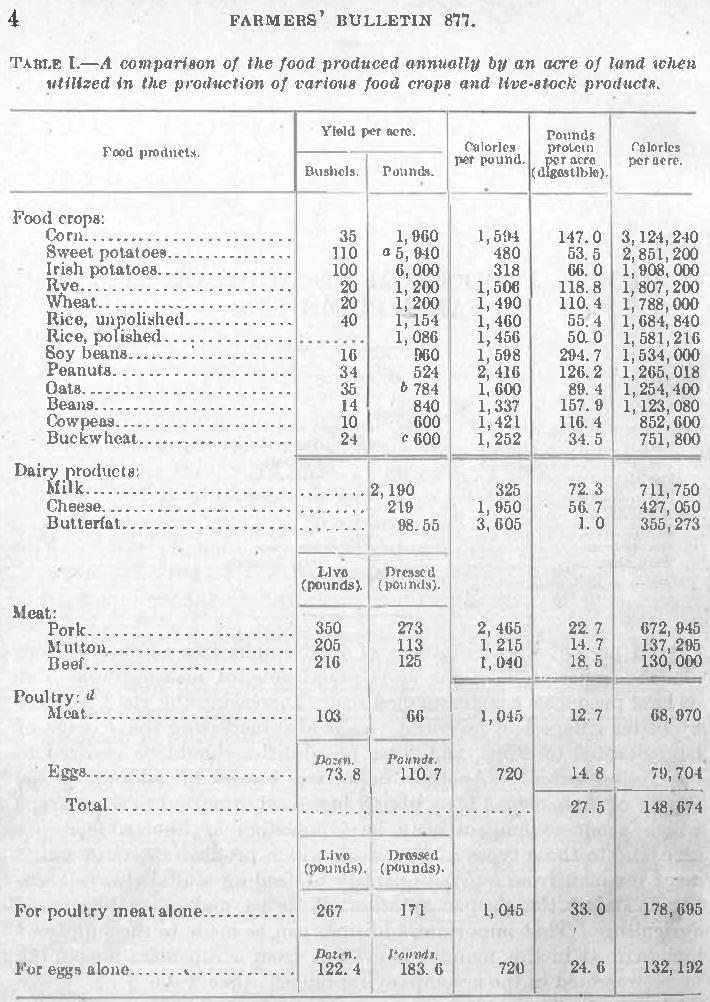 4 FARMERS' BULLETIN 877.
TABLE I.—A comparison of the food produced annually by an acre of land when
utilized in the production of various food crops and live-stock products.
Food products. Yield per acre. Calories per pound. Pounds protein per acre (digestible). Calories per acre.
Bushels. Pounds.
Food crops:
Corn 35 1,960 1,594 147.0 3,124,240
Sweet potatoes 110 a 5,940 480 53.5 2,851,200
Irish potatoes 100 6,000 318 66.0 1,908,000
Rye 20 1,200 1,506 118.8 1,807,200
Wheat 20 1,200 1,490 110.4 1,788,000
Rice, unpolished 40 1,154 1,460 55.4 1,684,840
Rice, polished 1,086 1,456 50.0 1,581,216
Soy beans 16 960 1,598 294.7 1,534,000
Peanuts 34 524 2,416 126.2 1,265,018
Oats 35 b 784 1,600 89.4 1,254,400
Beans 14 840 1,337 157.9 1,123,080
Cowpeas 10 600 1,421 116.4 852,600
Buckwheat 24 c 600 1,252 34.5 751,800
Dairy products:
Milk 2,190 325 72.3 711,750
Cheese 219 1,950 56.7 427,050
Butterfat 98.55 3,605 1.0 355,273
Live (pounds). Dressed (pounds).
Meat:
Pork 350 273 2,465 22.7 672,945
Mutton 205 113 1,215 14.7 137,295
Beef 216 125 1,040 18.5 130,000
Poultry: d
Meat 103 66 1,045 12.7 68,970
Dozen. Pounds.
Eggs 73.8 110.7 720 14.8 79,704
Total 27.5 148,674
Live (pounds). Dressed (pounds).
For poultry meat alone 267 171 1,045 33.0 178,695
Dozen. Pounds.
For eggs alone 122.4 183.6 720 24.6 132,192